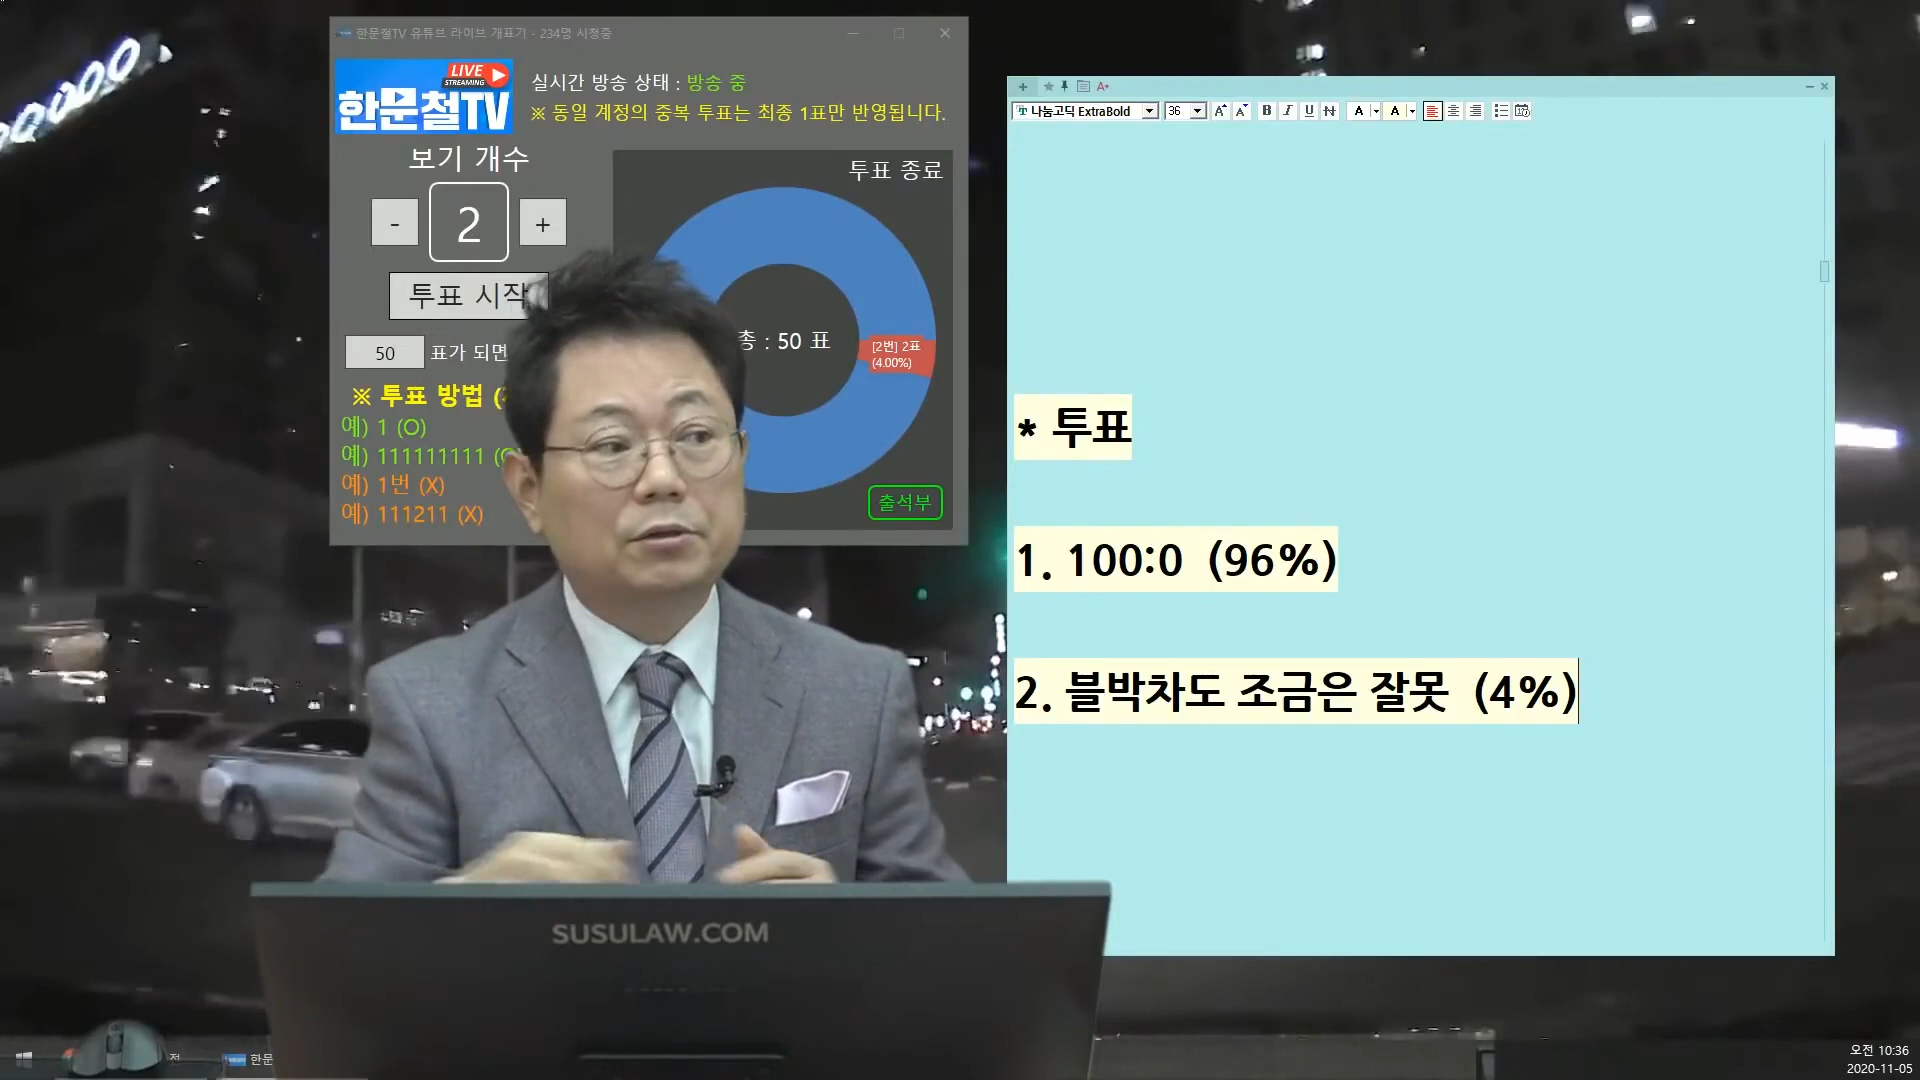 한문철TV 유튜브 라이브 개표기 - 234명 시청중
LIVE
STREAMING
한문철TV
실시간 방송 상태 : 방송 중
※ 동일 계정의 중복 투표는 최종 1표만 반영됩니다.
보기 개수
- 2 +
투표 시작
50 표가 되면
※ 투표 방법 (
예) 1 (O)
예) 111111111 (O
예) 1번 (X)
예) 111211 (X)
투표 종료
총 : 50 표
[2번] 2표
(4.00%)
출석부
나눔고딕 ExtraBold 36
* 투표
1. 100:0 (96%)
2. 블박차도 조금은 잘못 (4%)
SUSULAW.COM
한문
오전 10:36
2020-11-05